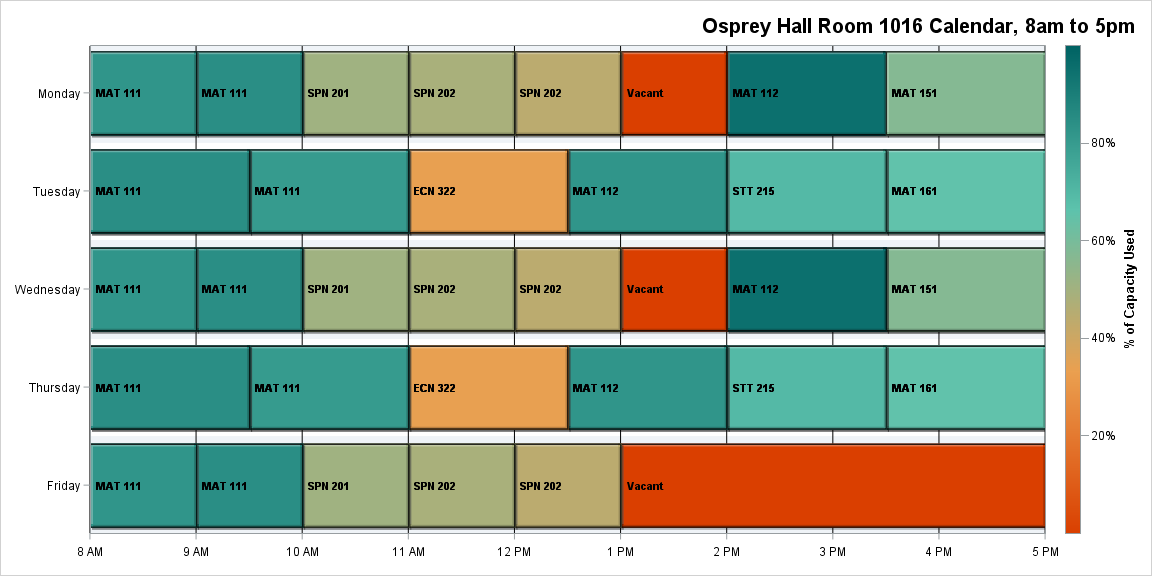 Osprey Hall Room 1016 Calendar, 8am to 5pm
Monday
MAT 111
MAT 111
SPN 201
SPN 202
SPN 202
Vacant
MAT 112
MAT 151
Tuesday
MAT 111
MAT 111
ECN 322
MAT 112
STT 215
MAT 161
Wednesday
MAT 111
MAT 111
SPN 201
SPN 202
SPN 202
Vacant
MAT 112
MAT 151
Thursday
MAT 111
MAT 111
ECN 322
MAT 112
STT 215
MAT 161
Friday
MAT 111
MAT 111
SPN 201
SPN 202
SPN 202
Vacant
8 AM
9 AM
10 AM
11 AM
12 PM
1 PM
2 PM
3 PM
4 PM
5 PM
80%
60%
40%
20%
% of Capacity Used